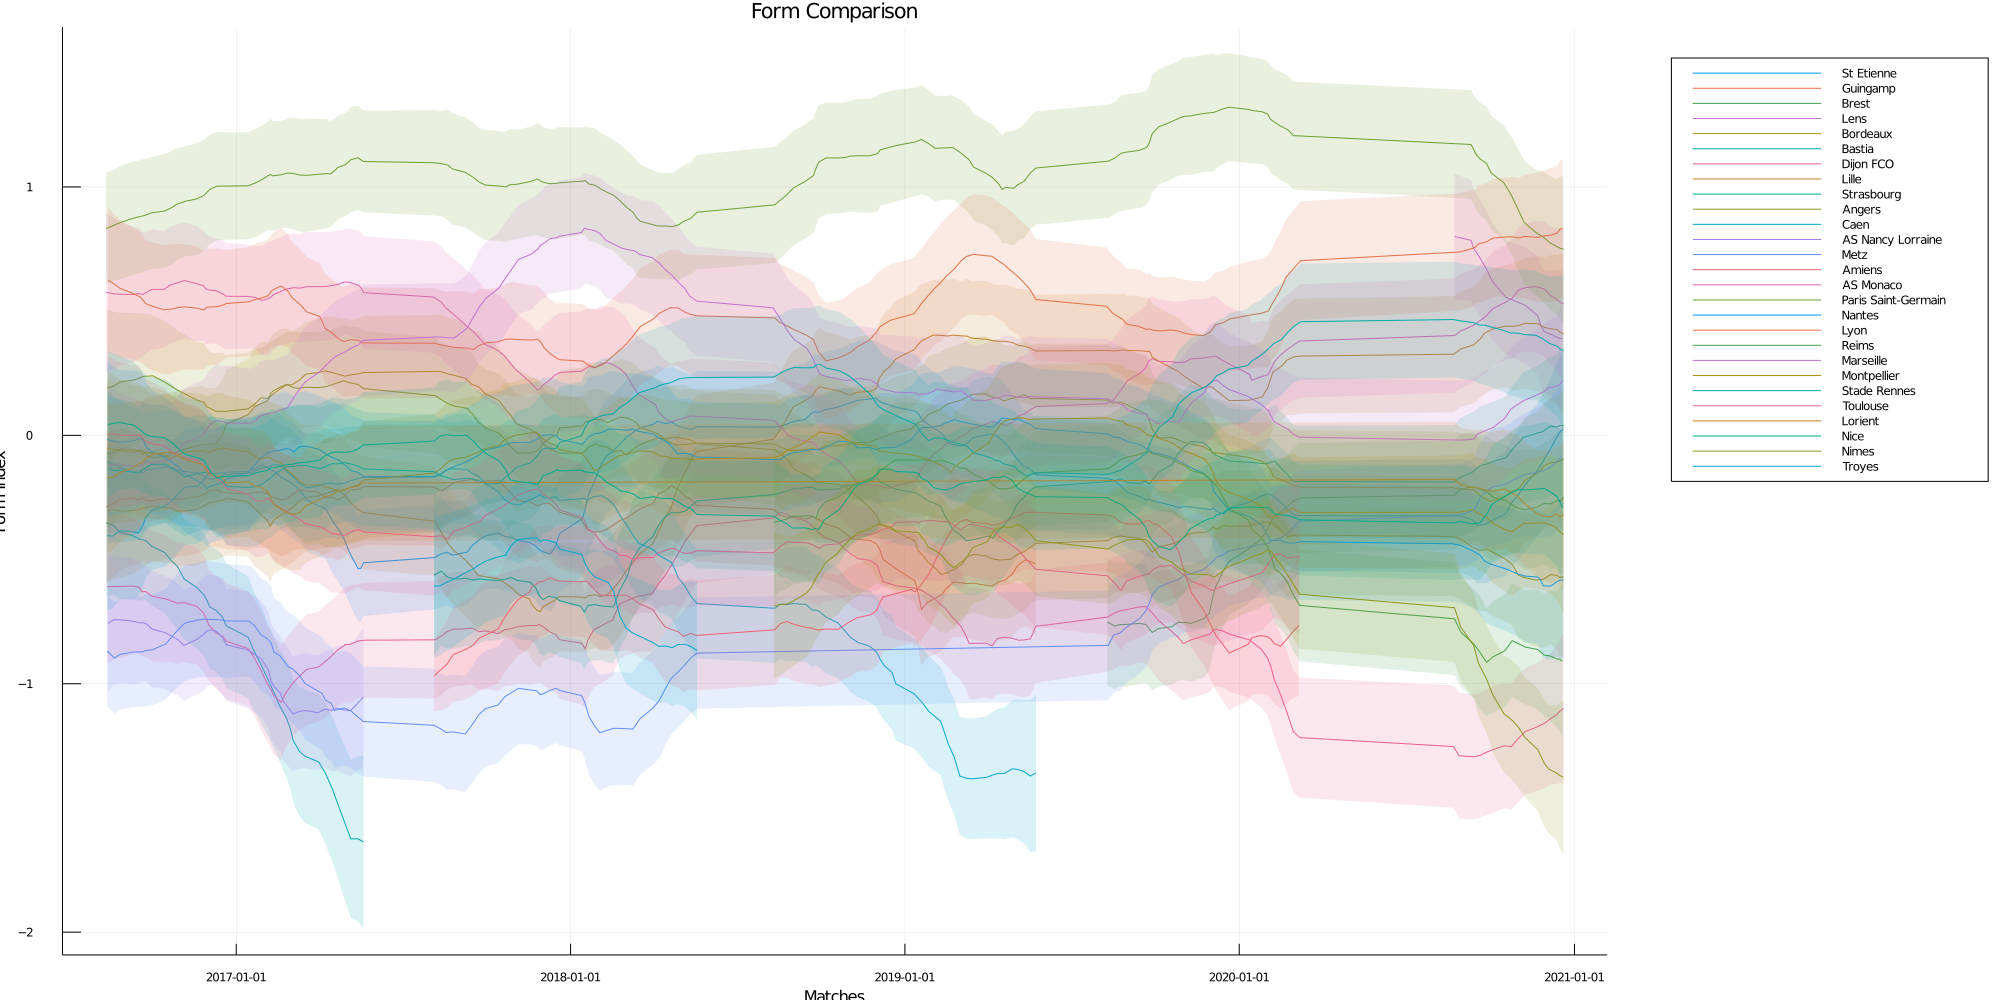 Form Comparison
1
0
−1
−2
2017-01-01
2018-01-01
2019-01-01
2020-01-01
2021-01-01
Matches
St Etienne
Guingamp
Brest
Lens
Bordeaux
Bastia
Dijon FCO
Lille
Strasbourg
Angers
Caen
AS Nancy Lorraine
Metz
Amiens
AS Monaco
Paris Saint-Germain
Nantes
Lyon
Reims
Marseille
Montpellier
Stade Rennes
Toulouse
Lorient
Nice
Nimes
Troyes